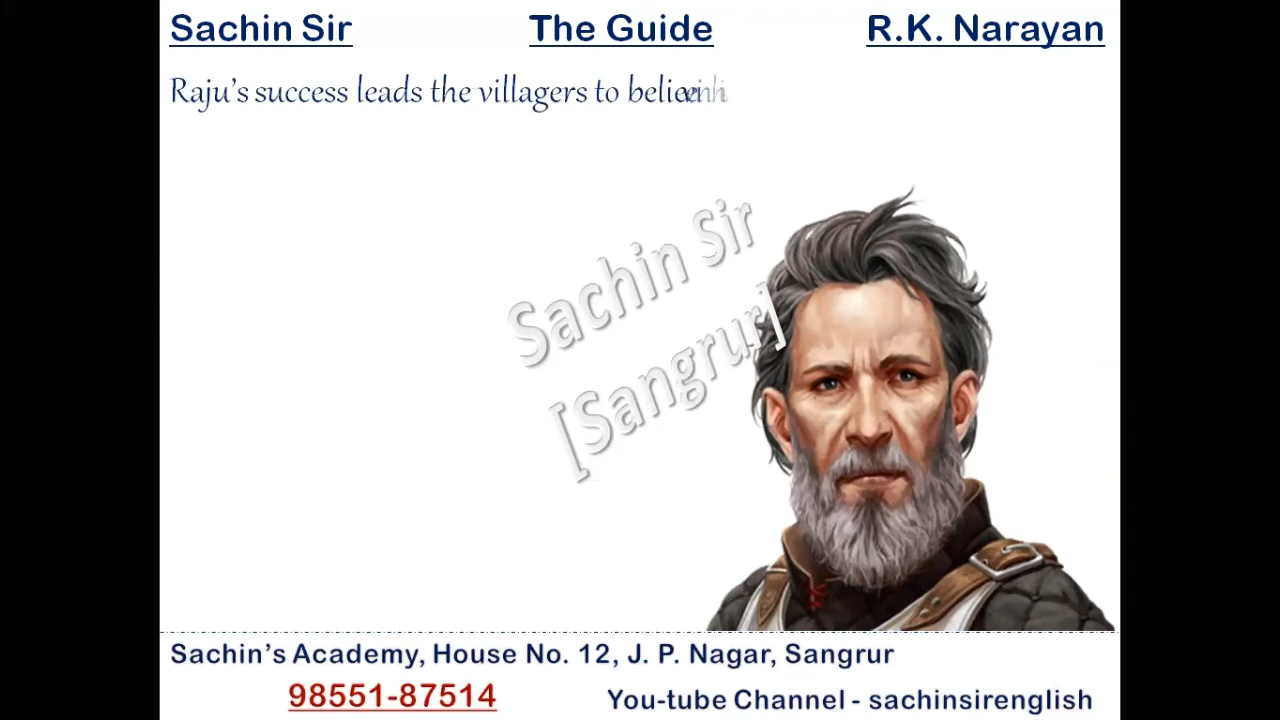 Sachin Sir The Guide R.K. Narayan
Raju's success leads the villagers to
Sachin Sir
[Sangrur]
Sachin's Academy, House No. 12, J. P. Nagar, Sangrur
98551-87514 You-tube Channel - sachinsirenglish